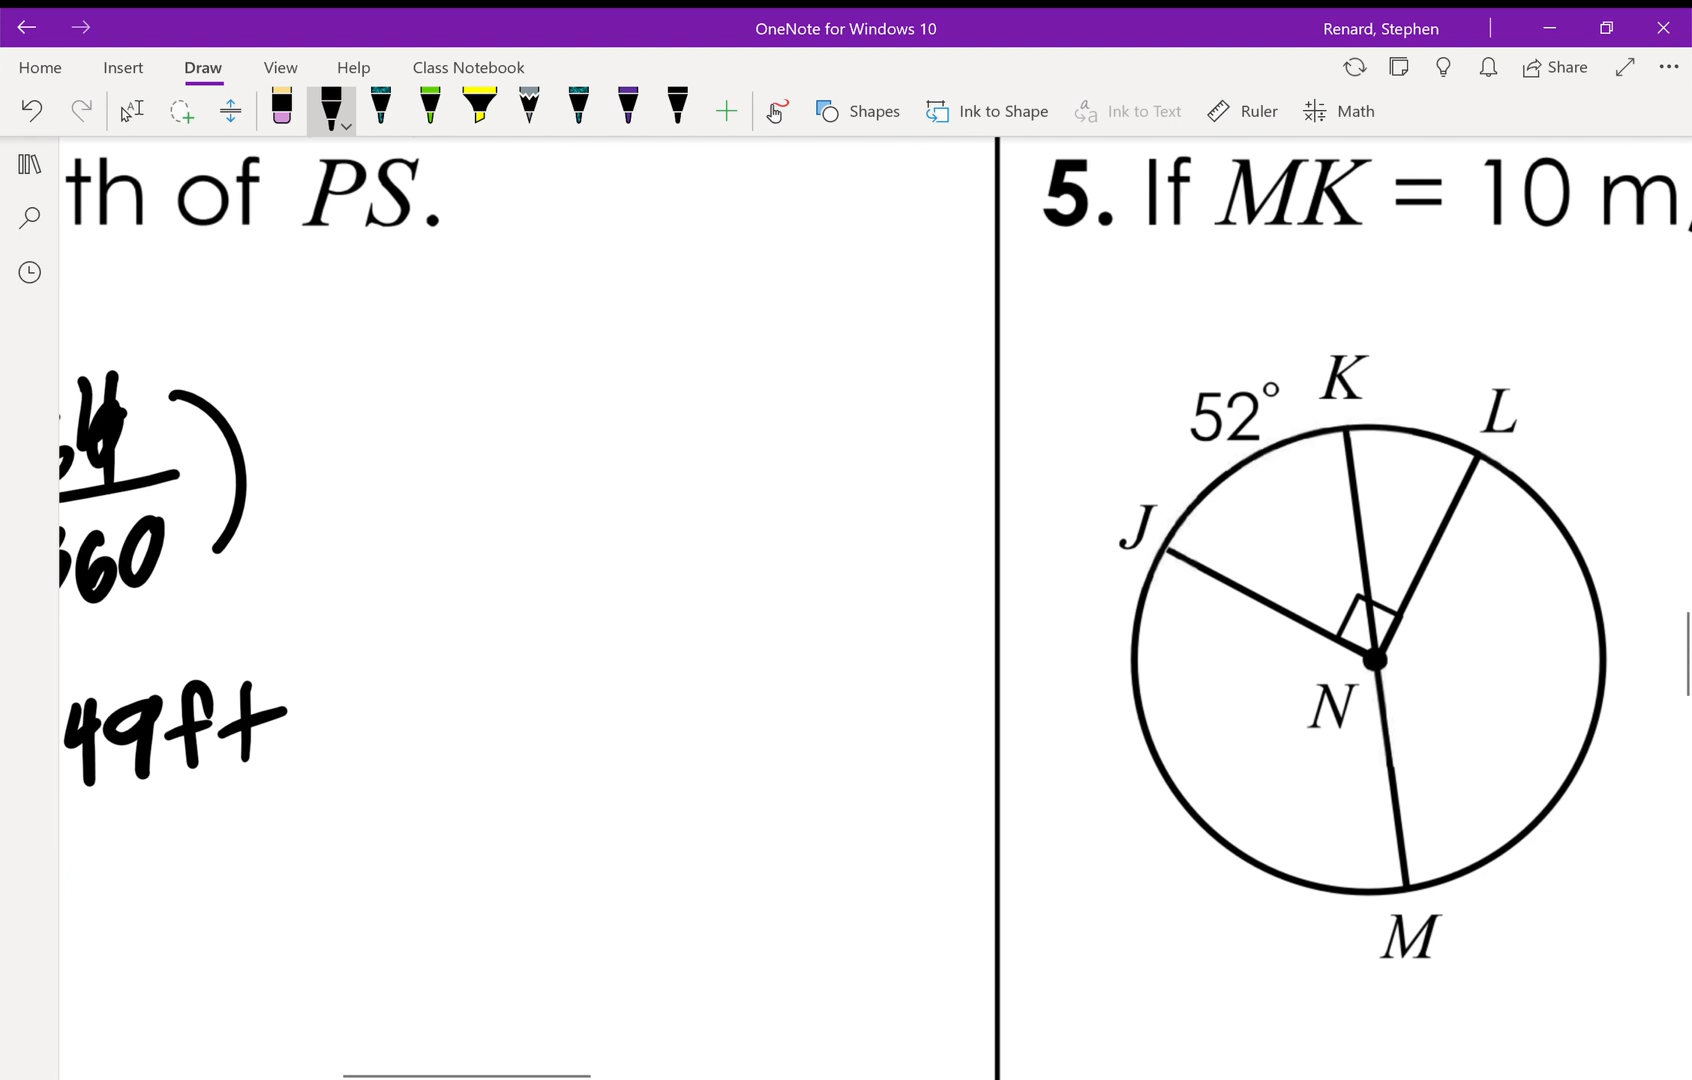 OneNote for Windows 10
Renard, Stephen
Home Insert Draw View Help Class Notebook
Share
Shapes
Ink to Shape
Ink to Text
Ruler
Math
th of PS.
60
49ft
5. If MK = 10 m,
52°
K
L
J
N
M